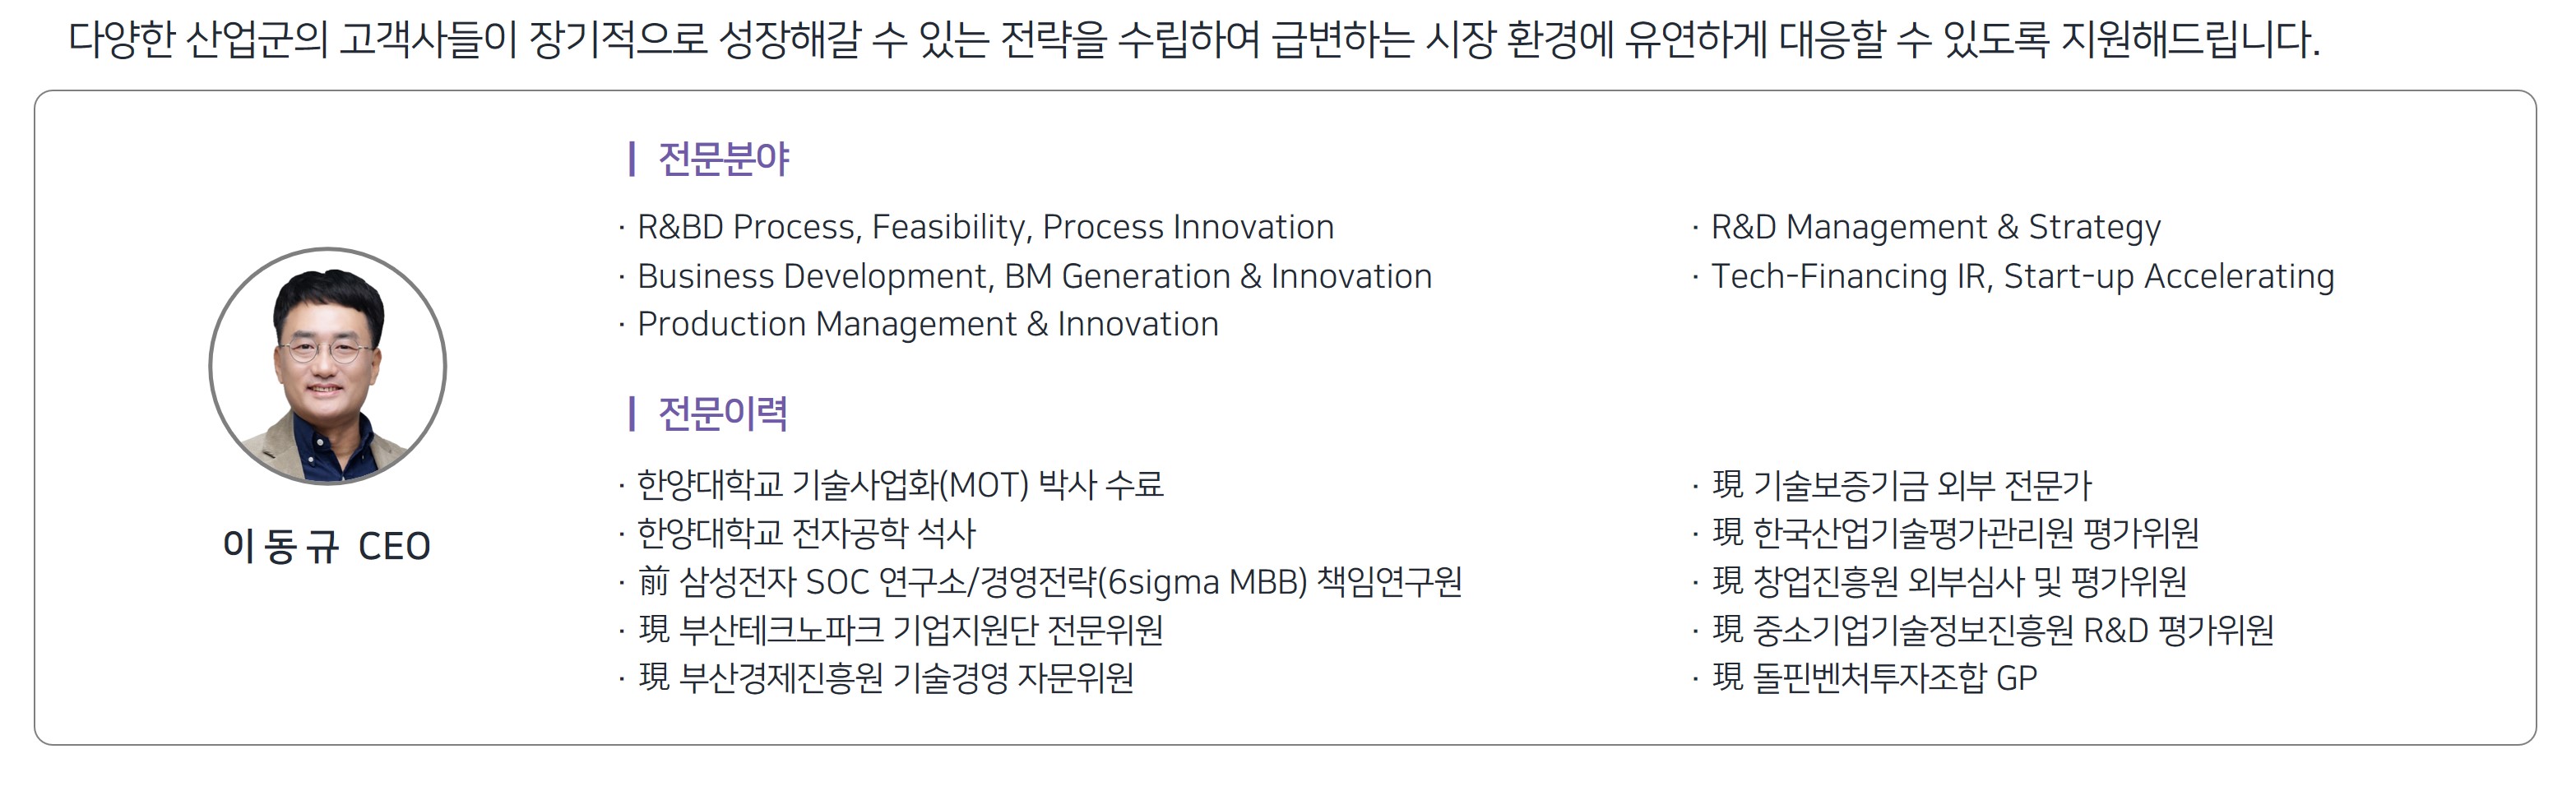 다양한 산업군의 고객사들이 장기적으로 성장해갈 수 있는 전략을 수립하여 급변하는 시장 환경에 유연하게 대응할 수 있도록 지원해드립니다.
이동규 CEO
전문분야
· R&BD Process, Feasibility, Process Innovation
· Business Development, BM Generation & Innovation
· Production Management & Innovation
· R&D Management & Strategy
· Tech-Financing IR, Start-up Accelerating
전문이력
· 한양대학교 기술사업화(MOT) 박사 수료
· 한양대학교 전자공학 석사
· 前 삼성전자 SOC 연구소/경영전략(6sigma MBB) 책임연구원
· 現 부산테크노파크 기업지원단 전문위원
· 現 부산경제진흥원 기술경영 자문위원
· 現 기술보증기금 외부 전문가
· 現 한국산업기술평가관리원 평가위원
· 現 창업진흥원 외부심사 및 평가위원
· 現 중소기업기술정보진흥원 R&D 평가위원
· 現 돌핀벤처투자조합 GP